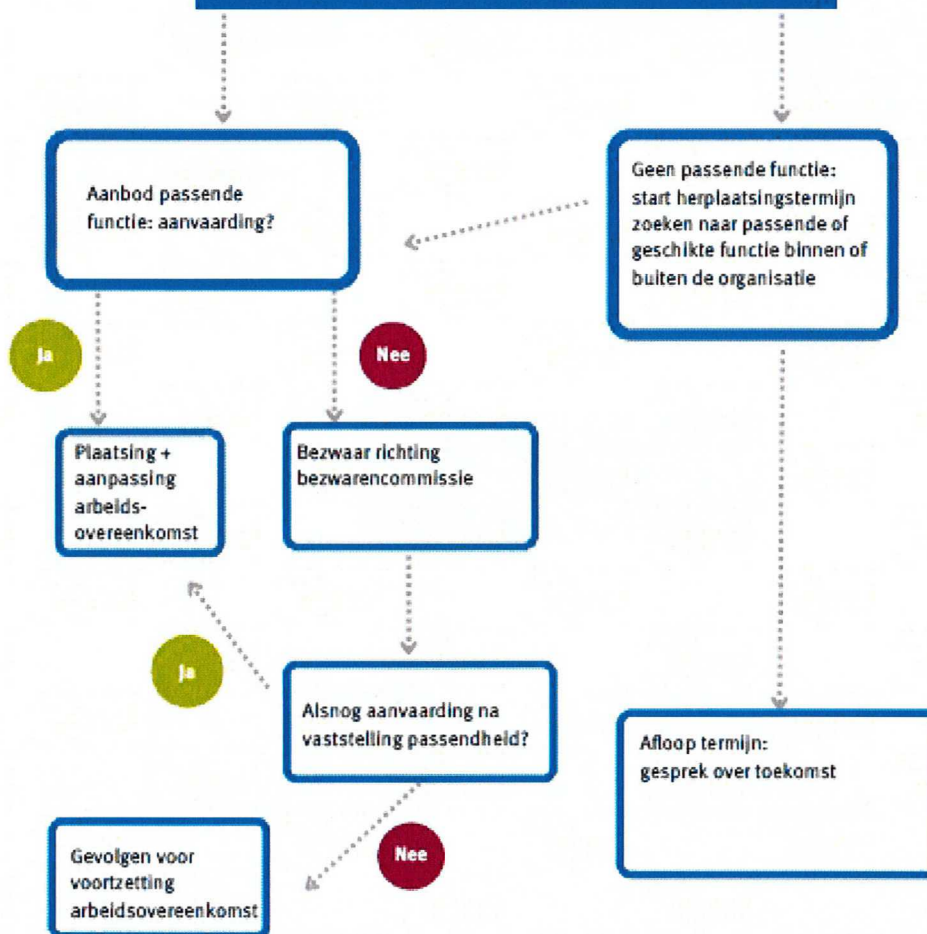 Aanbod passende
functie: aanvaarding?
Geen passende functie:
start herplaatsingstermijn
zoeken naar passende of
geschikte functie binnen of
buiten de organisatie
Ja
Nee
Plaatsing +
aanpassing
arbeids-
overeenkomst
Bezwaar richting
bezwarencommissie
Ja
Alsnog aanvaarding na
vaststelling passendheid?
Afloop termijn:
gesprek over toekomst
Nee
Gevolgen voor
voortzetting
arbeidsovereenkomst